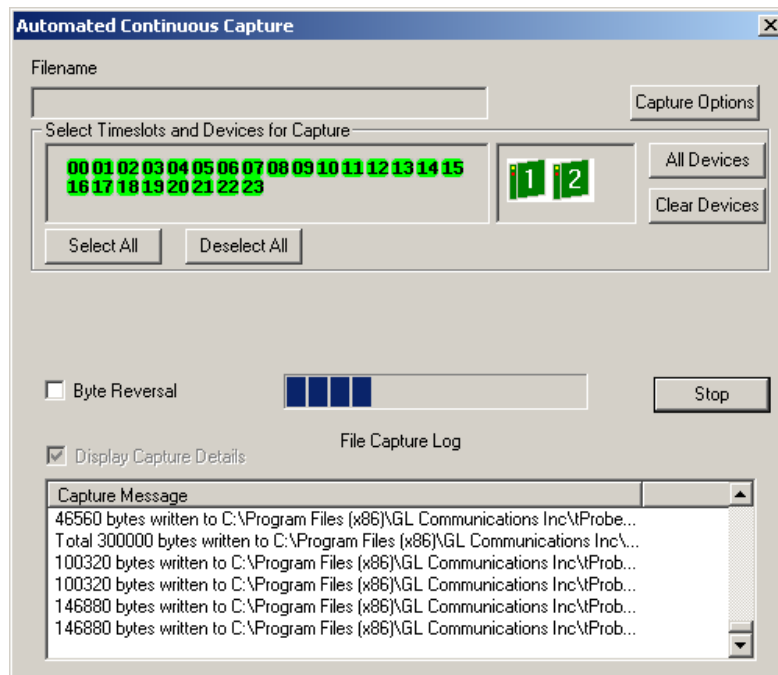 Automated Continuous Capture
Filename
Capture Options
Select Timeslots and Devices for Capture
00 01 02 03 04 05 06 07 08 09 10 11 12 13 14 15
16 17 18 19 20 21 22 23
1 2
All Devices
Clear Devices
Select All Deselect All
Byte Reversal
Stop
File Capture Log
Display Capture Details
Capture Message
46560 bytes written to C:\Program Files (x86)\GL Communications Inc\tProbe...
Total 300000 bytes written to C:\Program Files (x86)\GL Communications Inc\...
100320 bytes written to C:\Program Files (x86)\GL Communications Inc\tProb...
100320 bytes written to C:\Program Files (x86)\GL Communications Inc\tProb...
146880 bytes written to C:\Program Files (x86)\GL Communications Inc\tProb...
146880 bytes written to C:\Program Files (x86)\GL Communications Inc\tProb...